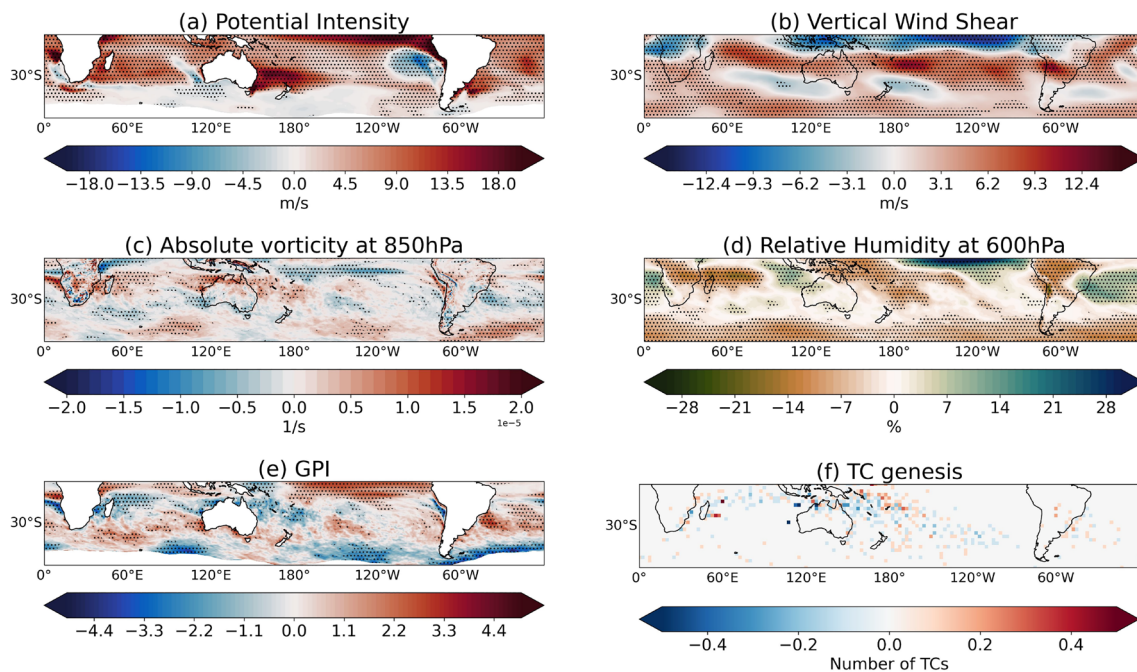 (a) Potential Intensity
30°S
0° 60°E 120°E 180° 120°W 60°W
−18.0 −13.5 −9.0 −4.5 0.0 4.5 9.0 13.5 18.0
m/s
(b) Vertical Wind Shear
30°S
0° 60°E 120°E 180° 120°W 60°W
−12.4 −9.3 −6.2 −3.1 0.0 3.1 6.2 9.3 12.4
m/s
(c) Absolute vorticity at 850hPa
30°S
0° 60°E 120°E 180° 120°W 60°W
−2.0 −1.5 −1.0 −0.5 0.0 0.5 1.0 1.5 2.0
1/s
1e−5
(d) Relative Humidity at 600hPa
30°S
0° 60°E 120°E 180° 120°W 60°W
−28 −21 −14 −7 0 7 14 21 28
%
(e) GPI
30°S
0° 60°E 120°E 180° 120°W 60°W
−4.4 −3.3 −2.2 −1.1 0.0 1.1 2.2 3.3 4.4
(f) TC genesis
30°S
0° 60°E 120°E 180° 120°W 60°W
−0.4 −0.2 0.0 0.2 0.4
Number of TCs